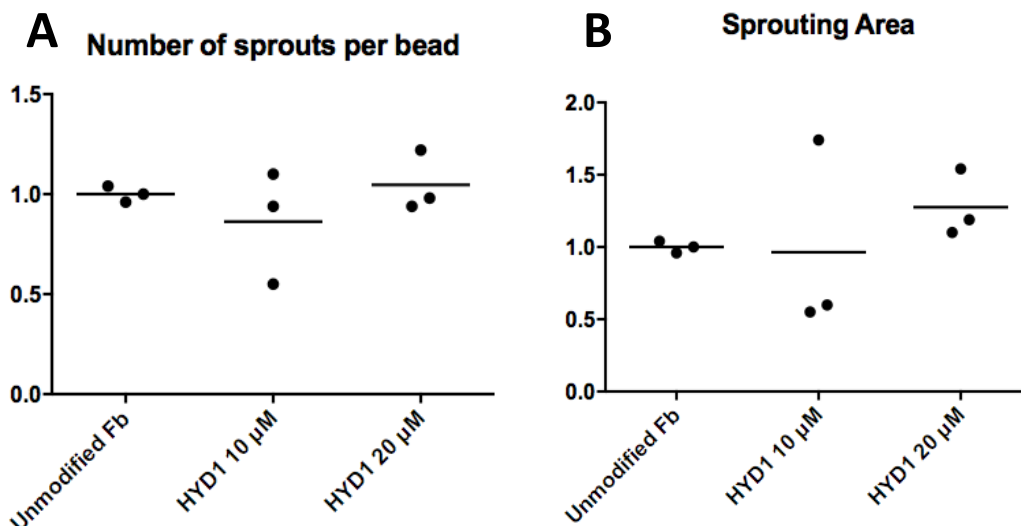 A
Number of sprouts per bead
1.5
1.0
0.5
0.0
Unmodified Fb
HYD1 10 µM
HYD1 20 µM
B
Sprouting Area
2.0
1.5
1.0
0.5
0.0
Unmodified Fb
HYD1 10 µM
HYD1 20 µM